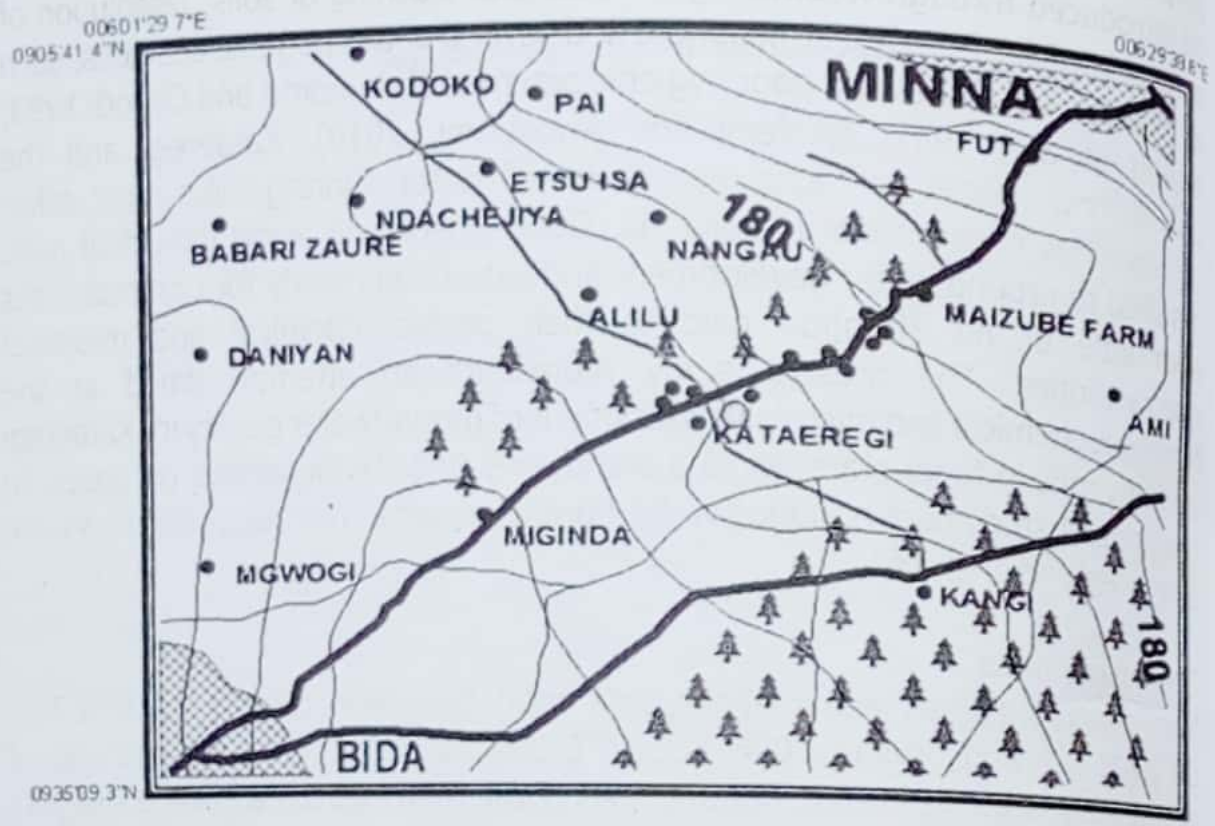 00601'29 7"E
0905'41 4"N
00629'38 6"E
KODOKO
PAI
MINNA
FUT
ETSU ISA
NDACHEJIYA
180
BABARI ZAURE
NANGAU
ALILU
MAIZUBE FARM
DANIYAN
AMI
KATAEREGI
MIGINDA
MGWOGI
KANGI
180
BIDA
0935'09.3"N